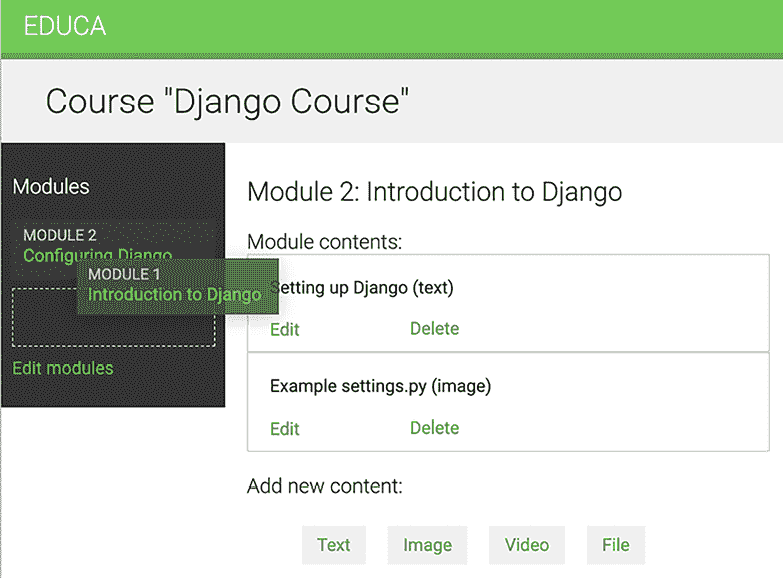 EDUCA
Course "Django Course"
Modules
MODULE 2
Configuring Django
MODULE 1
Introduction to Django
Edit modules
Module 2: Introduction to Django
Module contents:
Setting up Django (text)
Edit Delete
Example settings.py (image)
Edit Delete
Add new content:
Text Image Video File